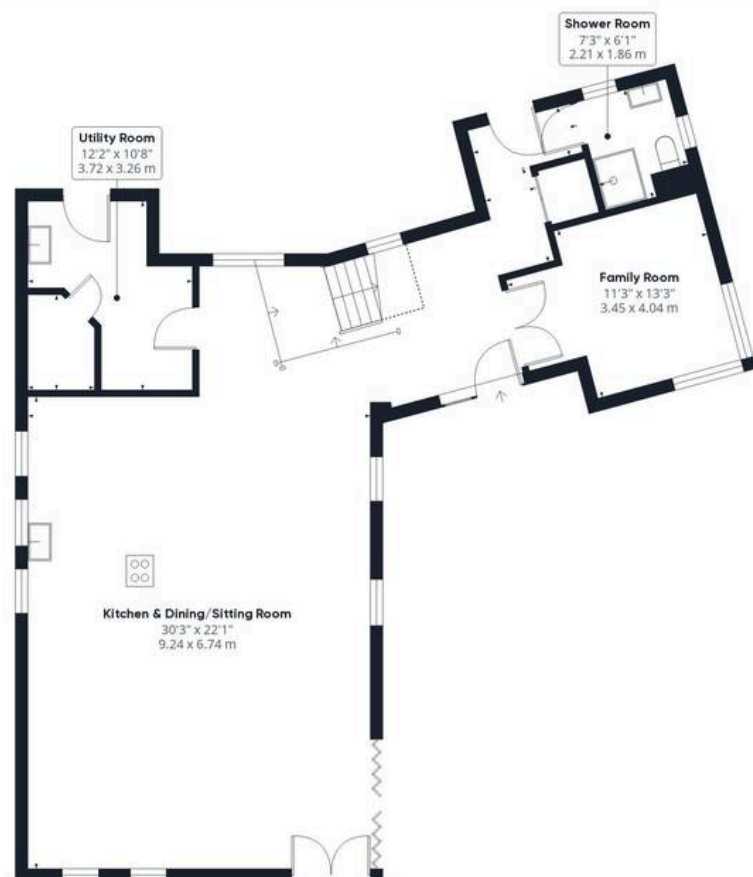 Shower Room
7'3" x 6'1"
2.21 x 1.86 m
Utility Room
12'2" x 10'8"
3.72 x 3.26 m
Family Room
11'3" x 13'3"
3.45 x 4.04 m
Kitchen & Dining/Sitting Room
30'3" x 22'1"
9.24 x 6.74 m